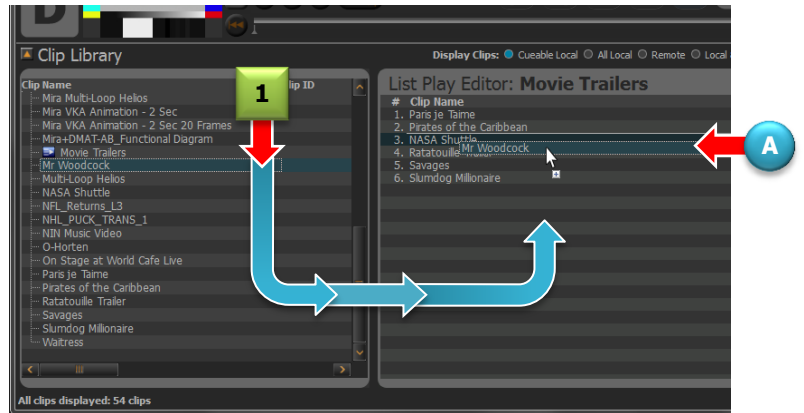 D
Clip Library
Display Clips: Cueable Local All Local Remote Local
Clip Name
lip ID
Mira Multi-Loop Helios
Mira VKA Animation - 2 Sec
Mira VKA Animation - 2 Sec 20 Frames
Mira+DMAT-AB_Functional Diagram
Movie Trailers
Mr Woodcock
Multi-Loop Helios
NASA Shuttle
NFL_Returns_L3
NHL_PUCK_TRANS_1
NIN Music Video
O-Horten
On Stage at World Cafe Live
Paris je Taime
Pirates of the Caribbean
Ratatouille Trailer
Savages
Slumdog Millionaire
Waitress
All clips displayed: 54 clips
1
List Play Editor: Movie Trailers
# Clip Name
1. Paris je Taime
2. Pirates of the Caribbean
3. NASA Shuttle
Mr Woodcock
4. Ratatouille
5. Savages
6. Slumdog Millionaire
A